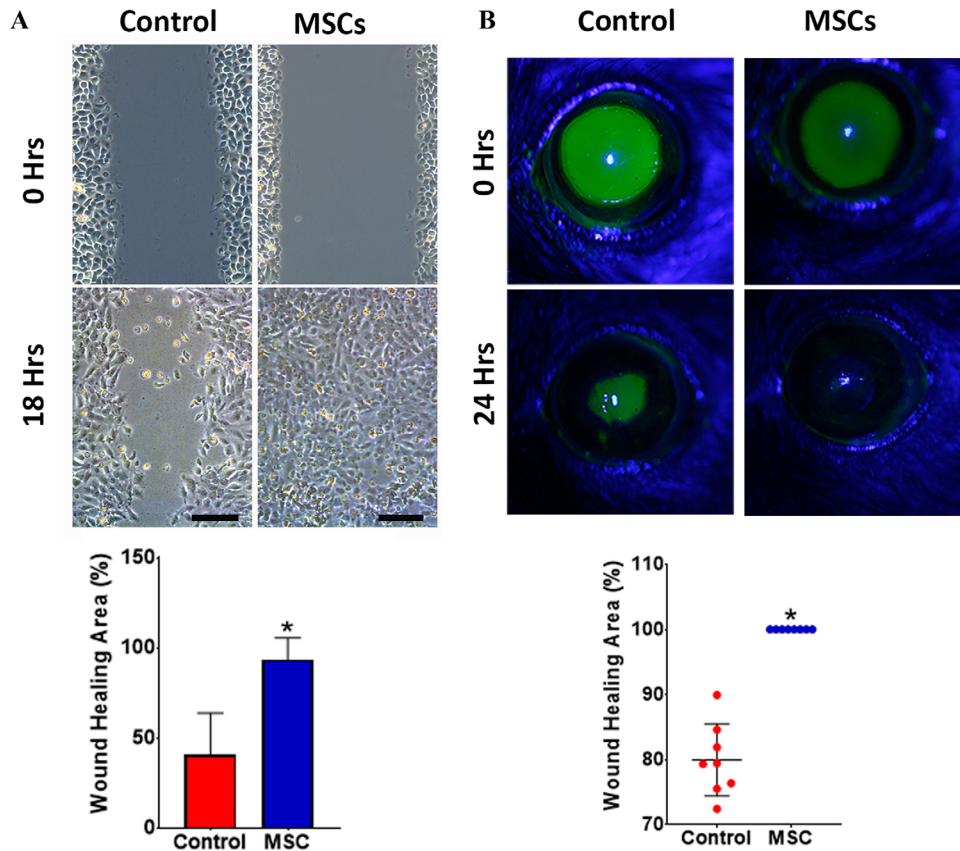 A
Control
MSCs
0 Hrs
18 Hrs
Wound Healing Area (%)
150
100
50
0
*
Control
MSC
B
Control
MSCs
0 Hrs
24 Hrs
Wound Healing Area (%)
110
100
90
80
70
*
Control
MSC